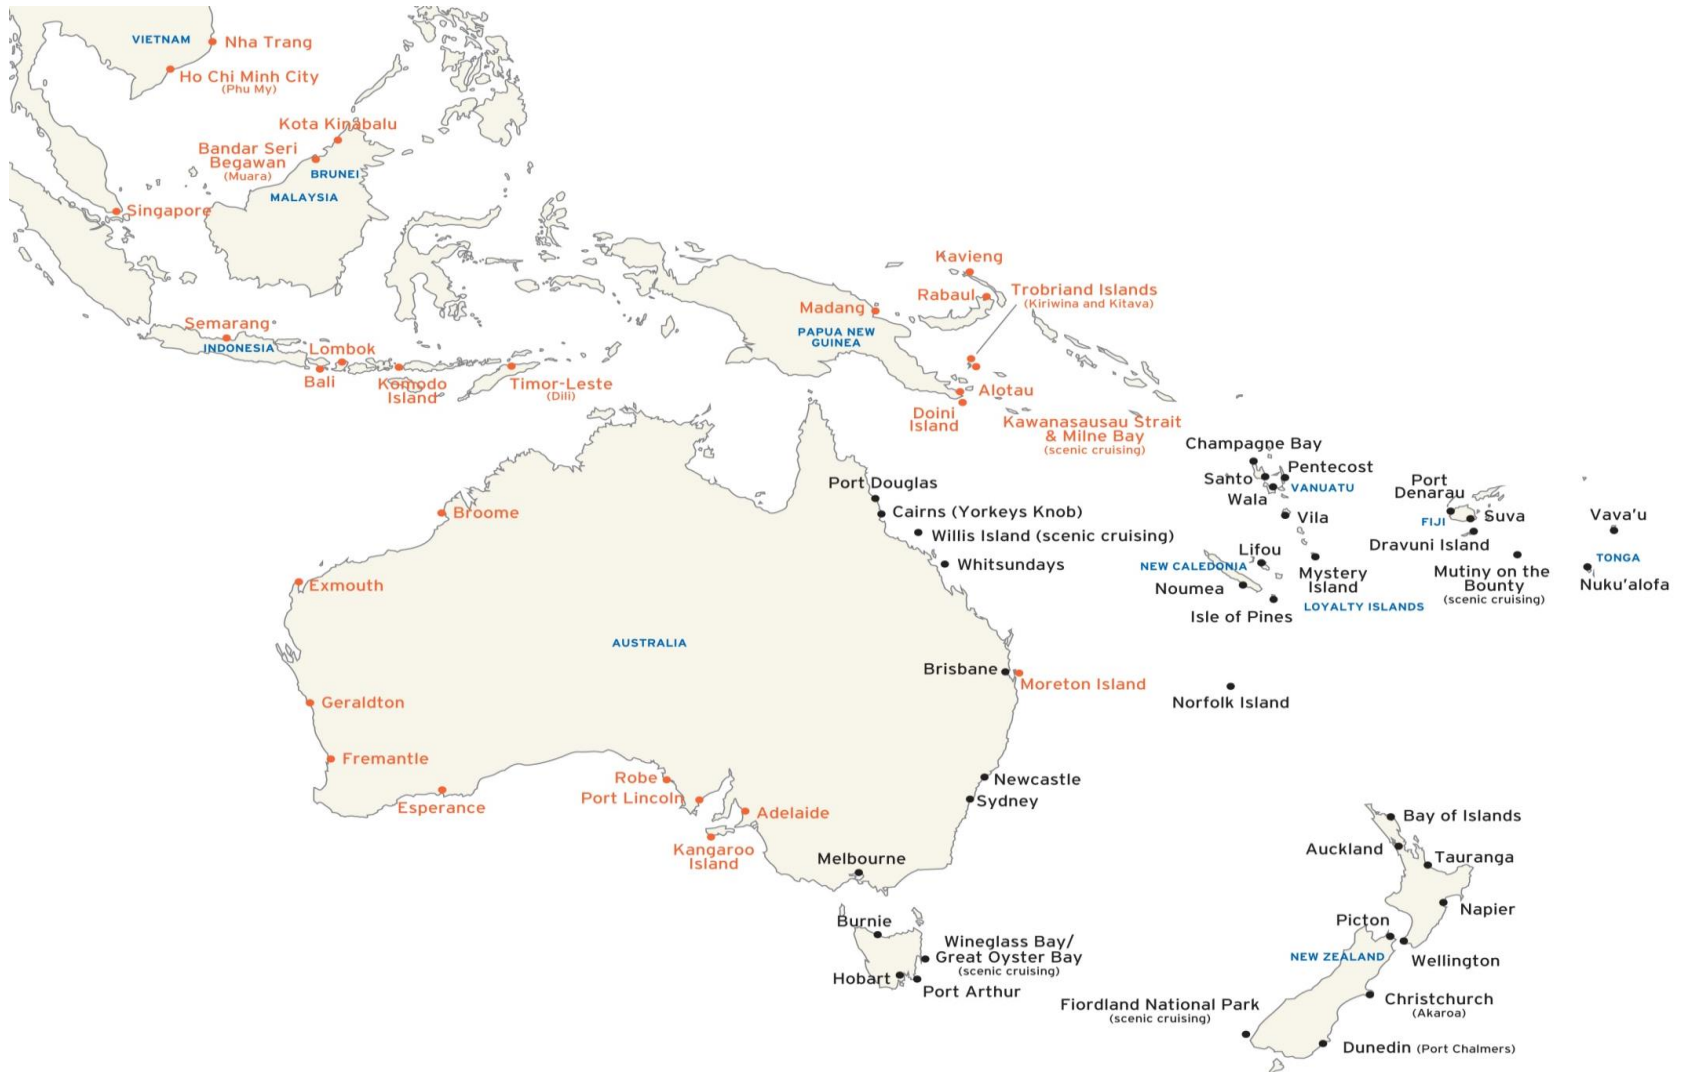 VIETNAM
Nha Trang
Ho Chi Minh City
(Phu My)
Kota Kinabalu
Bandar Seri
Begawan
(Muara)
BRUNEI
MALAYSIA
Singapore
Semarang
INDONESIA
Lombok
Bali
Komodo
Island
Timor-Leste
(Dili)
Kavieng
Rabaul
Trobriand Islands
(Kiriwina and Kitava)
Madang
PAPUA NEW
GUINEA
Alotau
Doini
Island
Kawanasausau Strait
& Milne Bay
(scenic cruising)
Champagne Bay
Santo
Pentecost
Wala
VANUATU
Vila
Port
Denarau
FIJI
Suva
Dravuni Island
Vava'u
TONGA
Nuku'alofa
Mutiny on the
Bounty
(scenic cruising)
Lifou
NEW CALEDONIA
Noumea
Mystery
Island
LOYALTY ISLANDS
Isle of Pines
Port Douglas
Cairns (Yorkeys Knob)
Willis Island (scenic cruising)
Whitsundays
Broome
Exmouth
AUSTRALIA
Brisbane
Moreton Island
Norfolk Island
Geraldton
Fremantle
Esperance
Robe
Port Lincoln
Adelaide
Kangaroo
Island
Newcastle
Sydney
Melbourne
Burnie
Wineglass Bay/
Great Oyster Bay
(scenic cruising)
Hobart
Port Arthur
Bay of Islands
Auckland
Tauranga
Napier
Picton
NEW ZEALAND
Wellington
Christchurch
(Akaroa)
Fiordland National Park
(scenic cruising)
Dunedin (Port Chalmers)